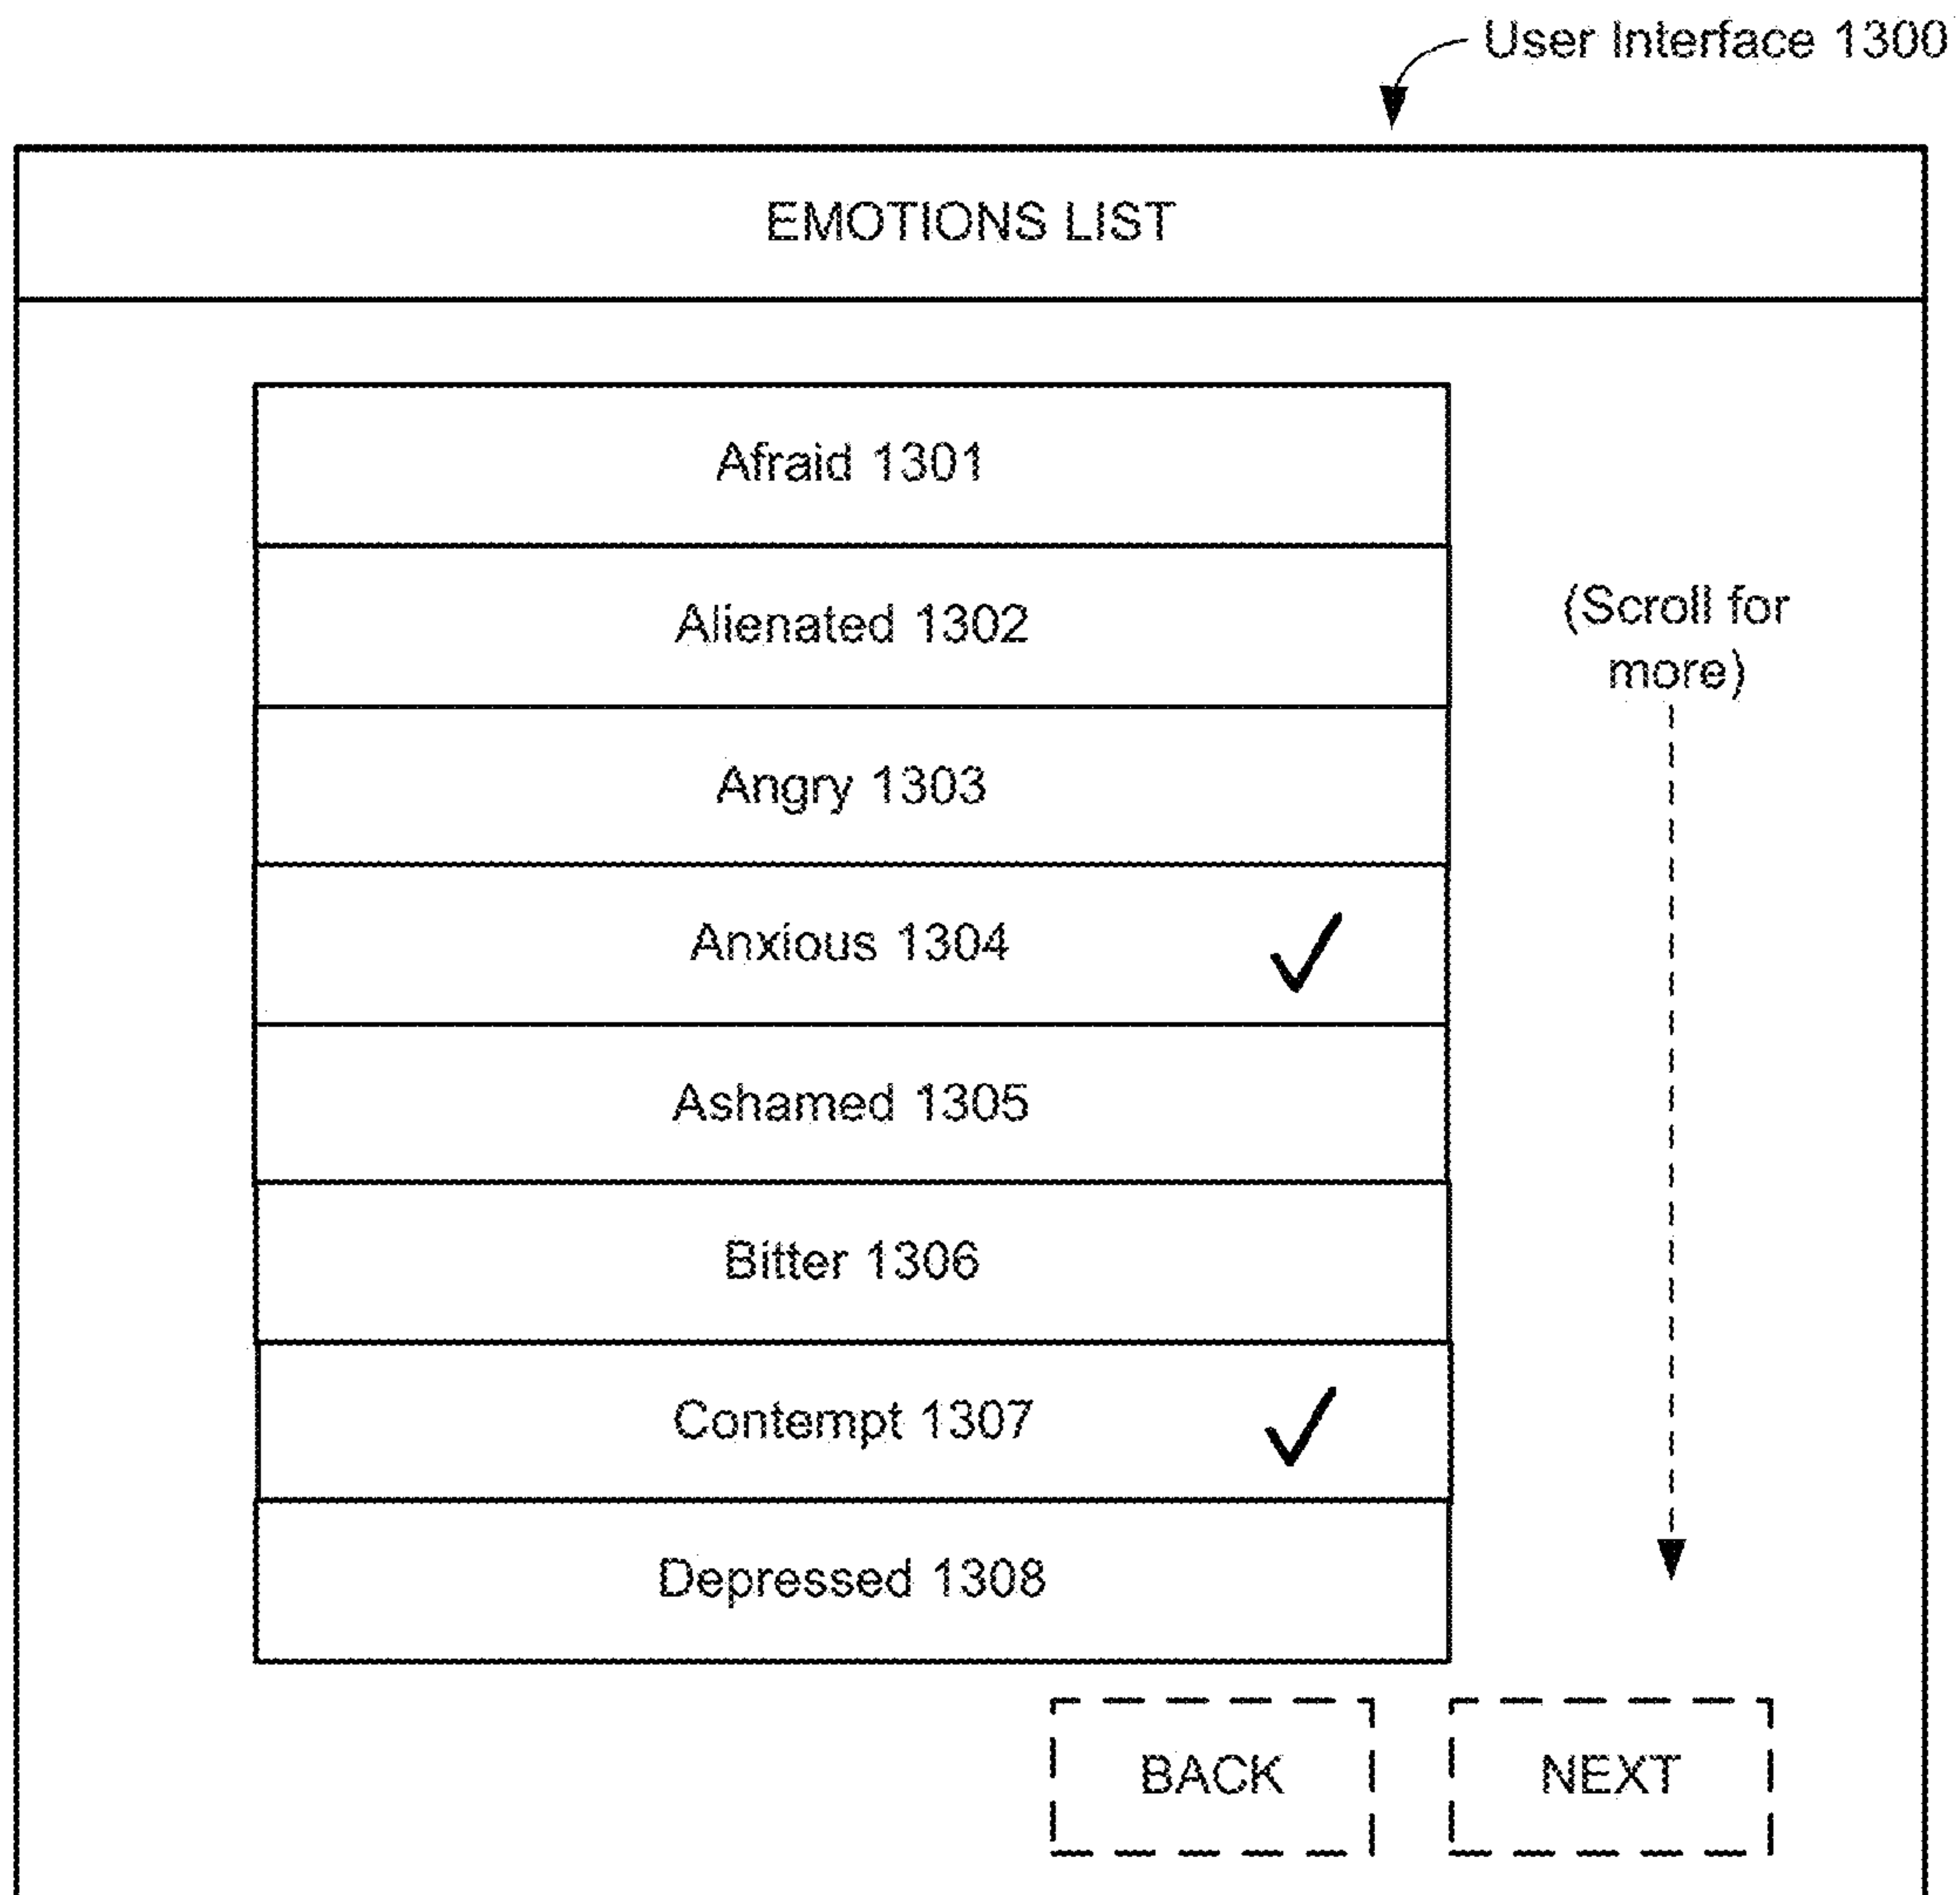 User Interface 1300
EMOTIONS LIST
Afraid 1301
Alienated 1302
(Scroll for
more)
Angry 1303
Anxious 1304
Ashamed 1305
Bitter 1306
Contempt 1307
Depressed 1308
BACK
NEXT